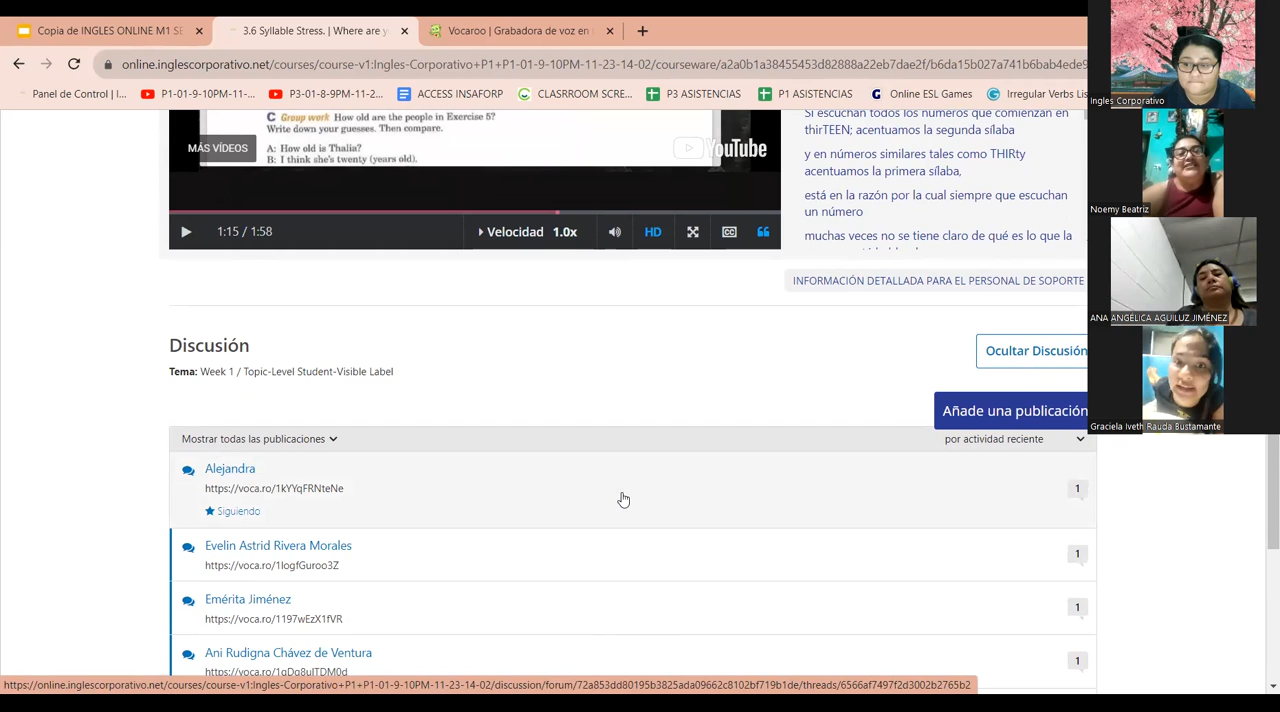 Copia de INGLES ONLINE M1 SE
3.6 Syllable Stress. | Where are y
Vocaroo | Grabadora de voz en
online.inglescorporativo.net/courses/course-v1:Ingles-Corporativo+P1+P1-01-9-10PM-11-23-14-02/courseware/a2a0b1a38455453d82888a22eb7dae2f/b6da15b027a741b6bab4ede9
Panel de Control | I...
P1-01-9-10PM-11-...
P3-01-8-9PM-11-2...
ACCESS INSAFORP
CLASRROOM SCRE...
P3 ASISTENCIAS
P1 ASISTENCIAS
Online ESL Games
Irregular Verbs Lis
Ingles Corporativo
Noemy Beatriz
ANA ANGÉLICA AGUILUZ JIMÉNEZ
Graciela Iveth Rauda Bustamante
C Group work How old are the people in Exercise 5?
Write down your guesses. Then compare.
A: How old is Thalia?
B: I think she's twenty (years old).
MÁS VÍDEOS
YouTube
1:15 / 1:58
Velocidad 1.0x
HD
CC
Si escuchan todos los números que comienzan en
thirTEEN; acentuamos la segunda sílaba
y en números similares tales como THIRty
acentuamos la primera sílaba,
está en la razón por la cual siempre que escuchan
un número
muchas veces no se tiene claro de qué es lo que la
INFORMACIÓN DETALLADA PARA EL PERSONAL DE SOPORTE
Discusión
Ocultar Discusión
Tema: Week 1 / Topic-Level Student-Visible Label
Añade una publicación
Mostrar todas las publicaciones
por actividad reciente
Alejandra
https://voca.ro/1kYYqFRNteNe
1
Siguiendo
Evelin Astrid Rivera Morales
https://voca.ro/1logfGuroo3Z
1
Emérita Jiménez
https://voca.ro/1197wEzX1fVR
1
Ani Rudigna Chávez de Ventura
https://voca.ro/1qDq8uITDM0d
1
https://online.inglescorporativo.net/courses/course-v1:Ingles-Corporativo+P1+P1-01-9-10PM-11-23-14-02/discussion/forum/72a853dd80195b3825ada09662c8102bf719b1de/threads/6566af7497f2d3002b2765b2